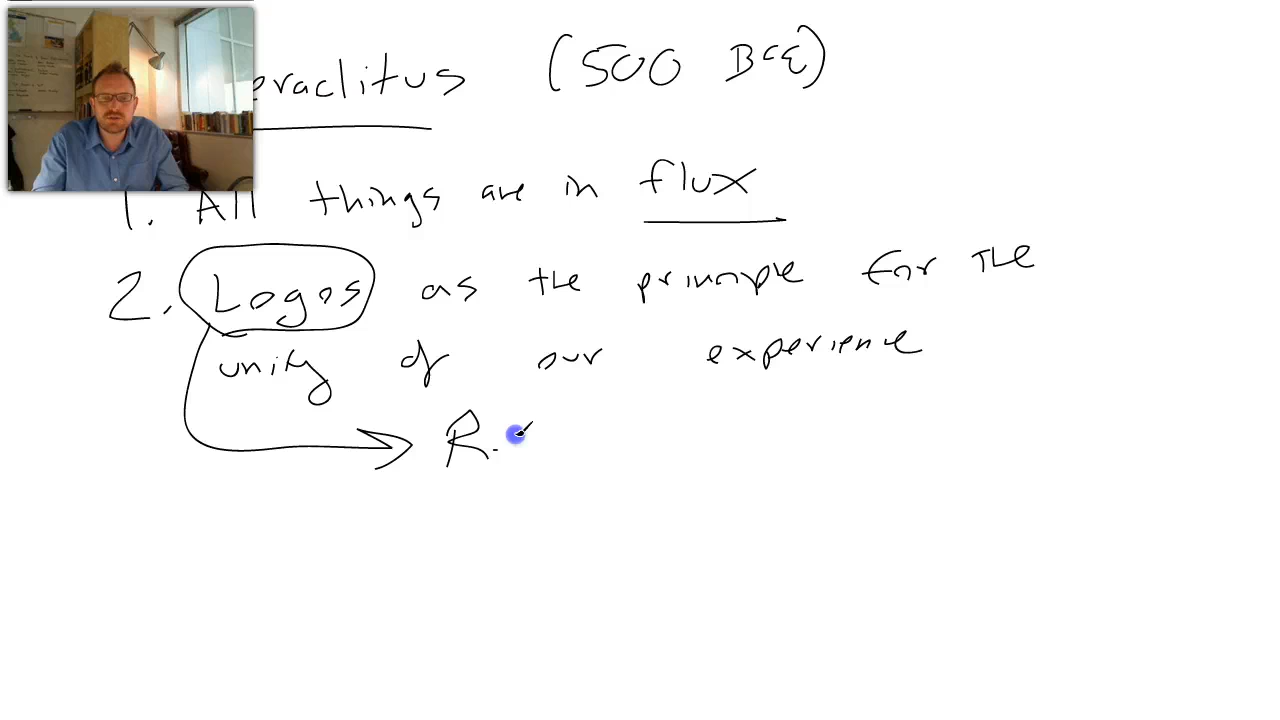 eraclitus (500 BCE)
1. All things are in flux
2. Logos as the principle for the
unity of our experience
R.